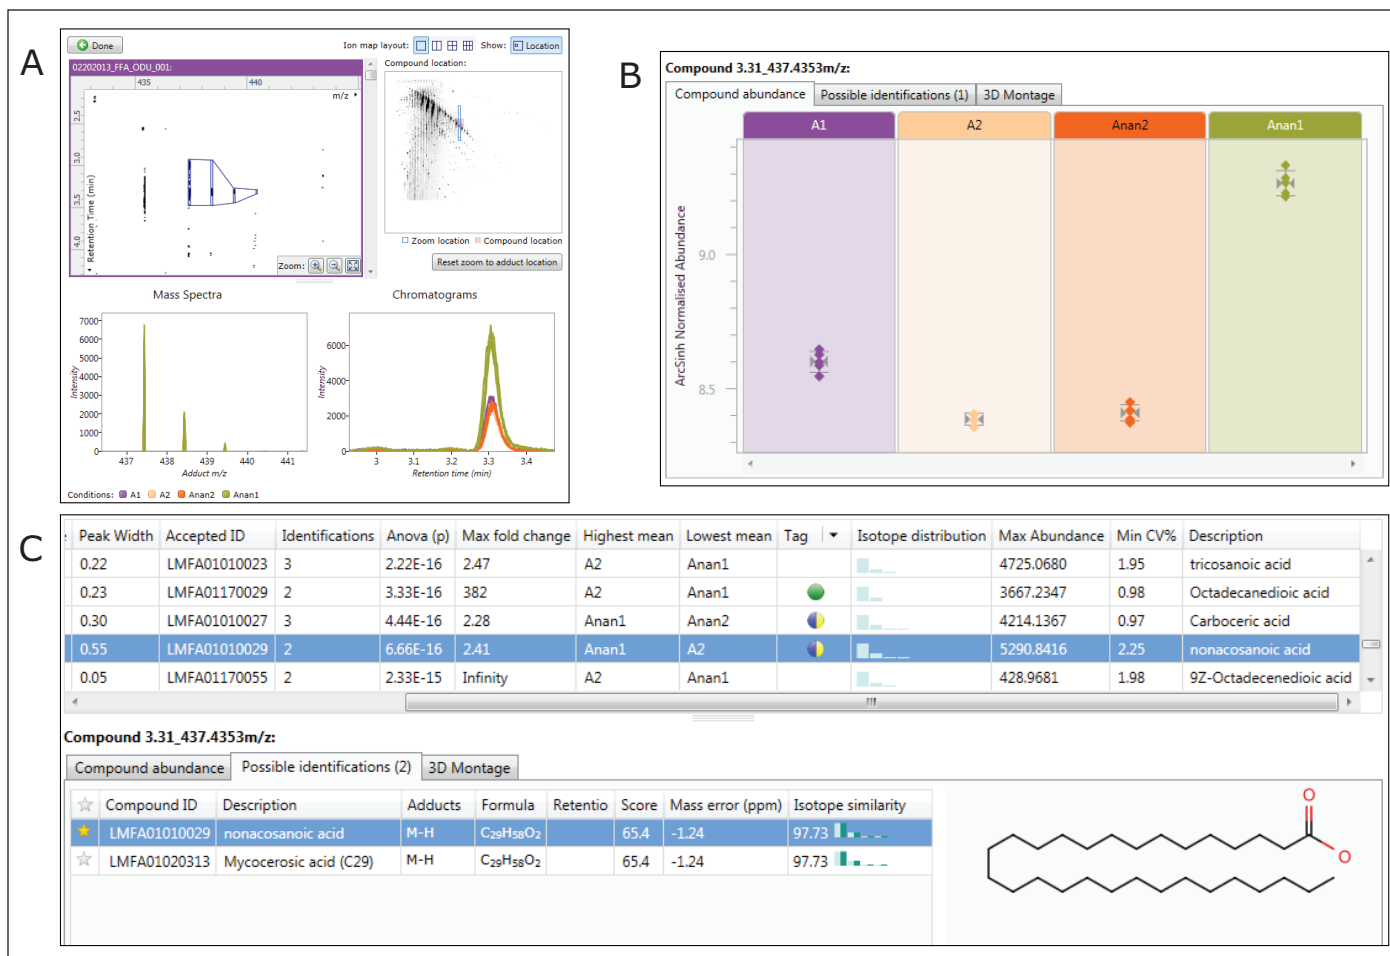 A
Done
Ion map layout: Show: Location
02202013_FFA_ODU_001:
Compound location:
435 440
m/z
2.5
3.0
3.5
4.0
Retention Time (min)
Zoom:
Zoom location Compound location
Reset zoom to adduct location
Mass Spectra
7000
6000
5000
4000
3000
2000
1000
0
Intensity
437 438 439 440 441
Adduct m/z
Chromatograms
6000
4000
2000
0
Intensity
3 3.1 3.2 3.3 3.4
Retention time (min)
Conditions: A1 A2 Anan2 Anan1
B
Compound 3.31_437.4353m/z:
Compound abundance Possible identifications (1) 3D Montage
A1 A2 Anan2 Anan1
ArcSinh Normalised Abundance
9.0
8.5
C
Peak Width Accepted ID Identifications Anova (p) Max fold change Highest mean Lowest mean Tag Isotope distribution Max Abundance Min CV% Description
0.22 LMFA01010023 3 2.22E-16 2.47 A2 Anan1 4725.0680 1.95 tricosanoic acid
0.23 LMFA01170029 2 3.33E-16 382 A2 Anan1 3667.2347 0.98 Octadecanedioic acid
0.30 LMFA01010027 3 4.44E-16 2.28 Anan1 Anan2 4214.1367 0.97 Carboceric acid
0.55 LMFA01010029 2 6.66E-16 2.41 Anan1 A2 5290.8416 2.25 nonacosanoic acid
0.05 LMFA01170055 2 2.33E-15 Infinity A2 Anan1 428.9681 1.98 9Z-Octadecenedioic acid
Compound 3.31_437.4353m/z:
Compound abundance Possible identifications (2) 3D Montage
Compound ID Description Adducts Formula Retentio Score Mass error (ppm) Isotope similarity
LMFA01010029 nonacosanoic acid M-H C₂₉H₅₈O₂ 65.4 -1.24 97.73
LMFA01020313 Mycocerosic acid (C29) M-H C₂₉H₅₈O₂ 65.4 -1.24 97.73
O
O